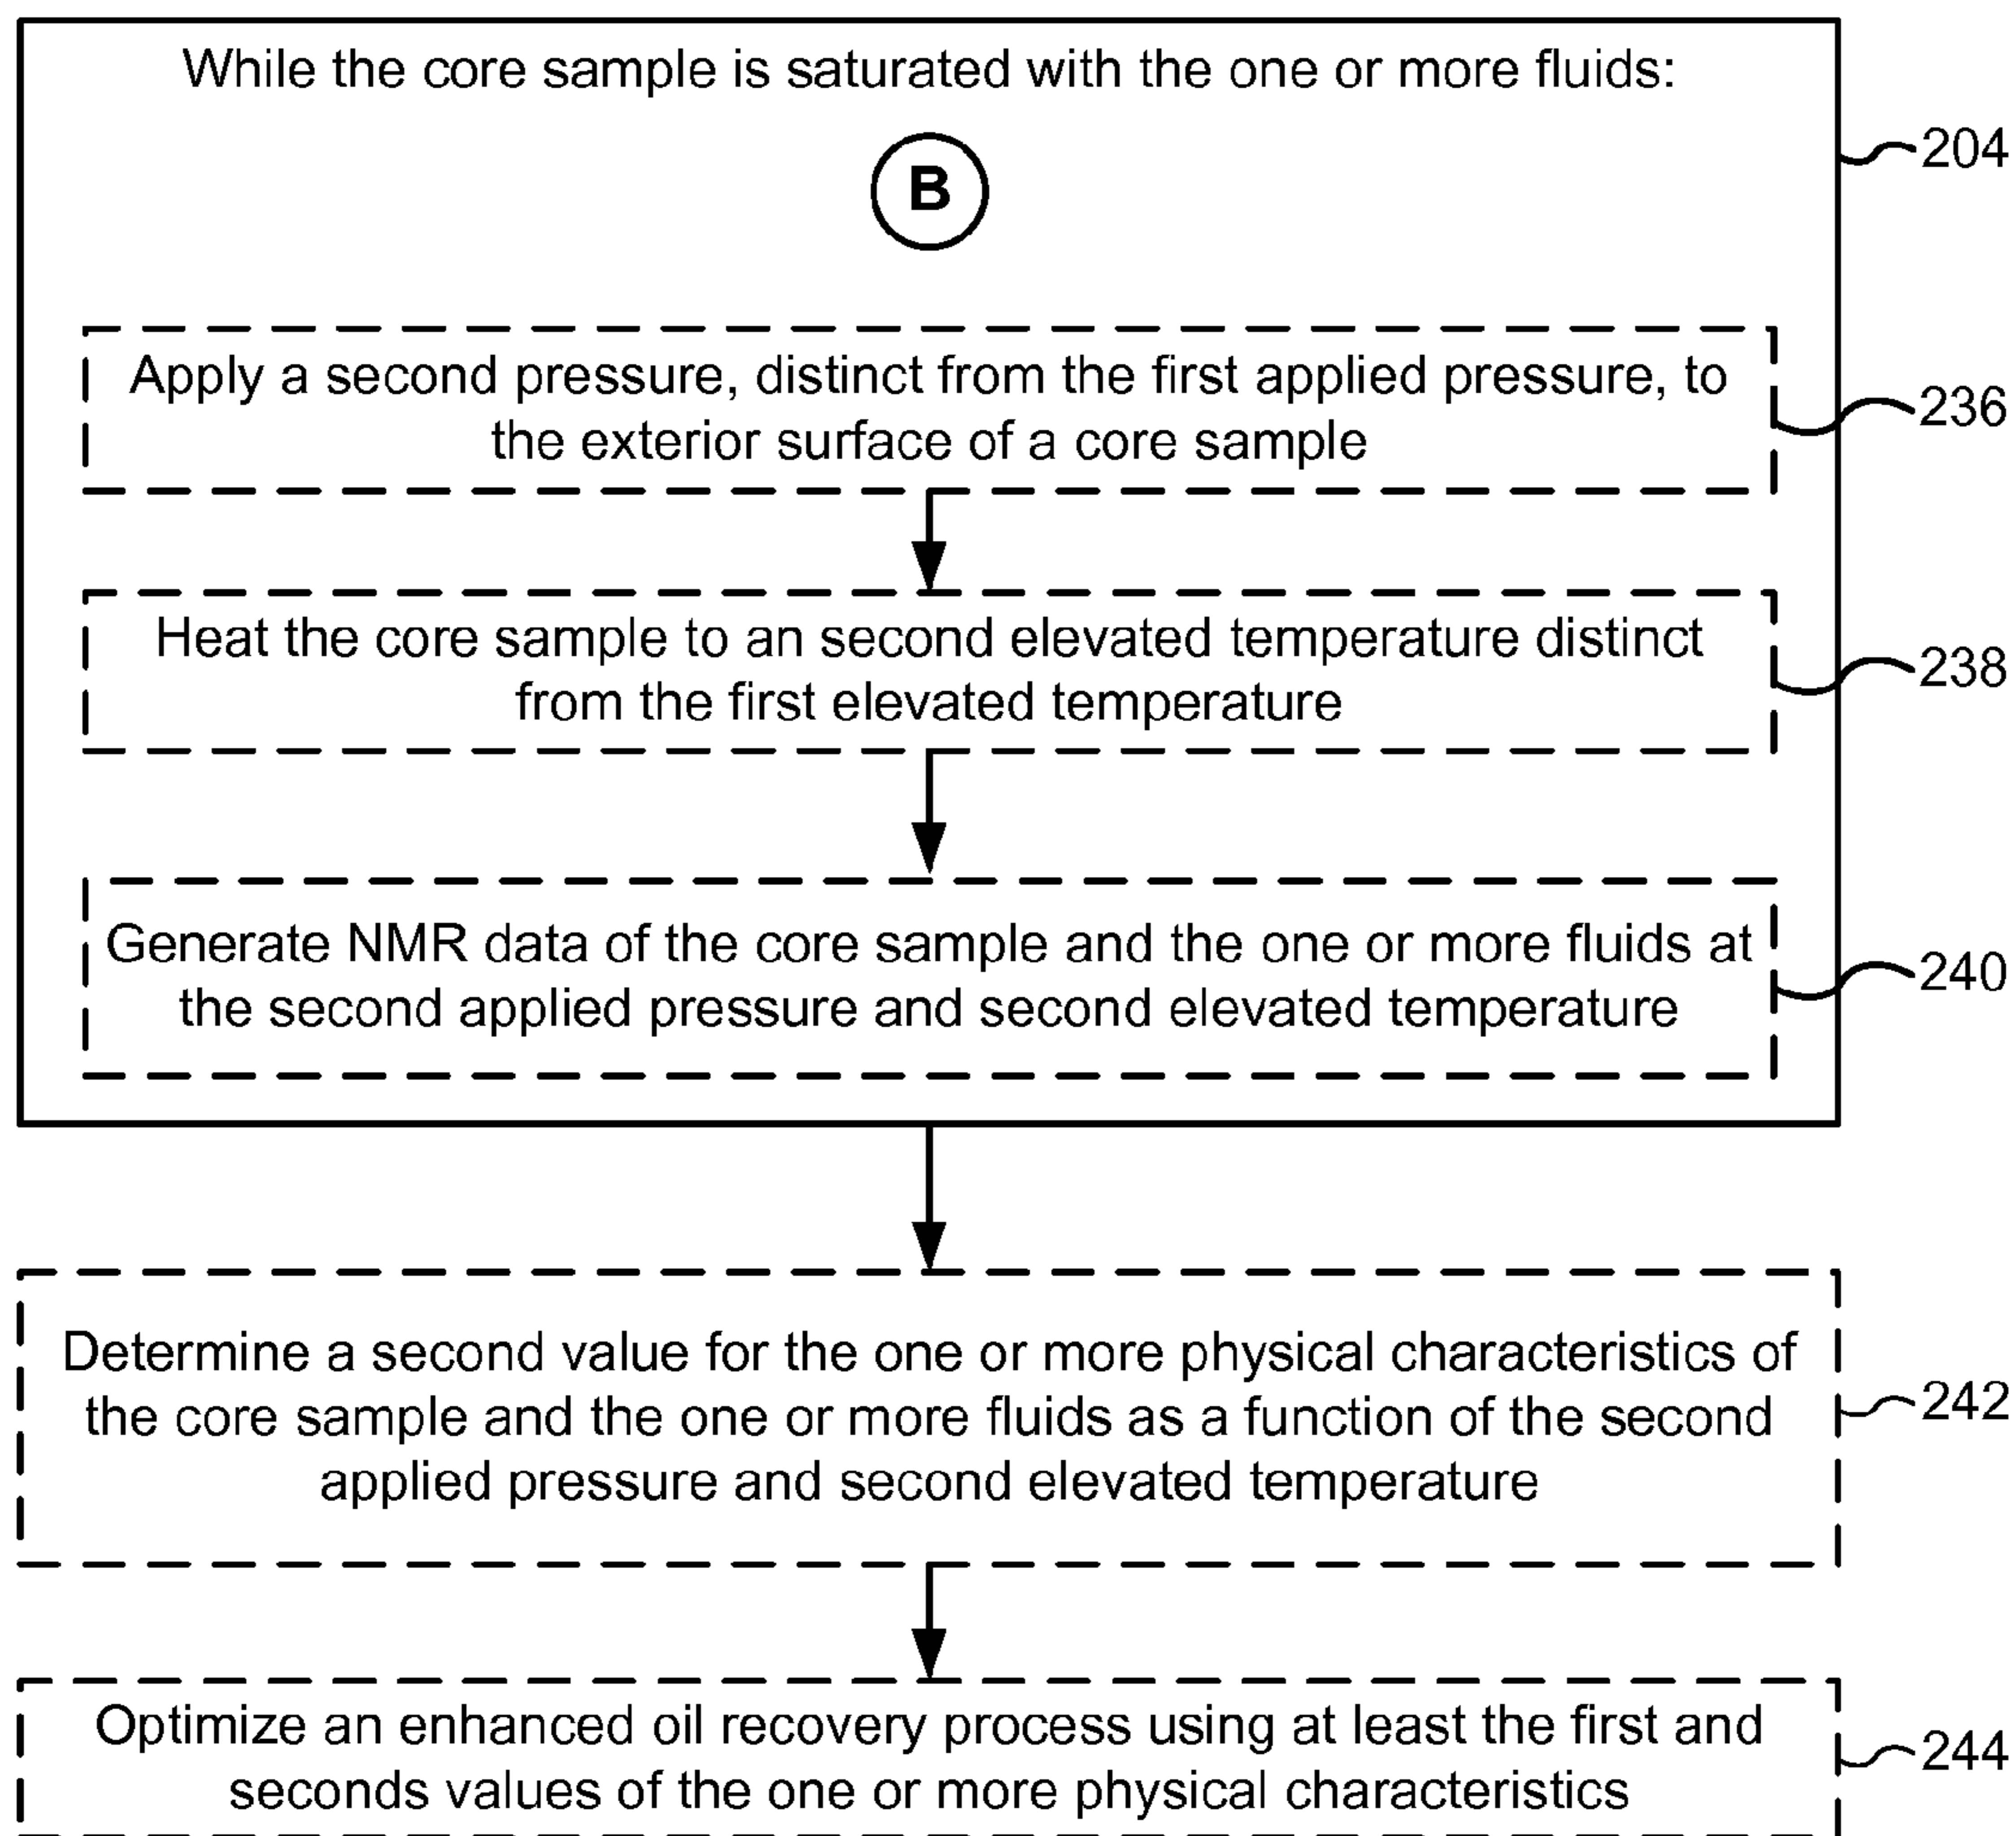 While the core sample is saturated with the one or more fluids:
204
B
Apply a second pressure, distinct from the first applied pressure, to
the exterior surface of a core sample
236
Heat the core sample to an second elevated temperature distinct
from the first elevated temperature
238
Generate NMR data of the core sample and the one or more fluids at
the second applied pressure and second elevated temperature
240
Determine a second value for the one or more physical characteristics of
the core sample and the one or more fluids as a function of the second
applied pressure and second elevated temperature
242
Optimize an enhanced oil recovery process using at least the first and
seconds values of the one or more physical characteristics
244